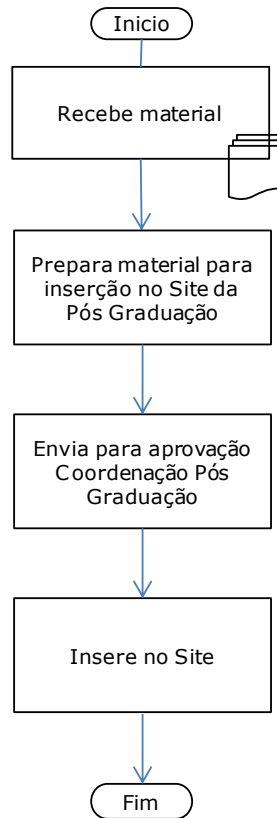 Inicio
Recebe material
Prepara material para
inserção no Site da
Pós Graduação
Envia para aprovação
Coordenação Pós
Graduação
Insere no Site
Fim